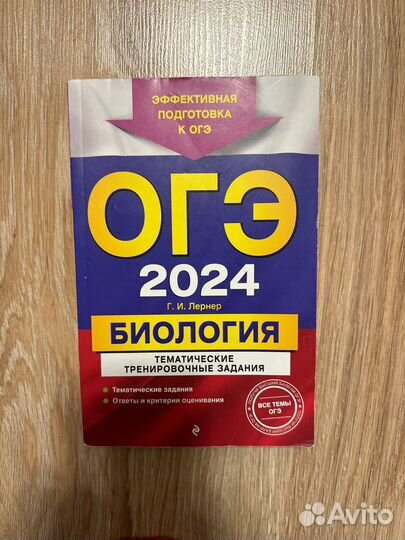 ЭФФЕКТИВНАЯ
ПОДГОТОВКА
К ОГЭ
ОГЭ
2024
Г. И. Лернер
БИОЛОГИЯ
ТЕМАТИЧЕСКИЕ
ТРЕНИРОВОЧНЫЕ ЗАДАНИЯ
Тематические задания
Ответы и критерии оценивания
ВСЕ ТЕМЫ
ОГЭ
Avito